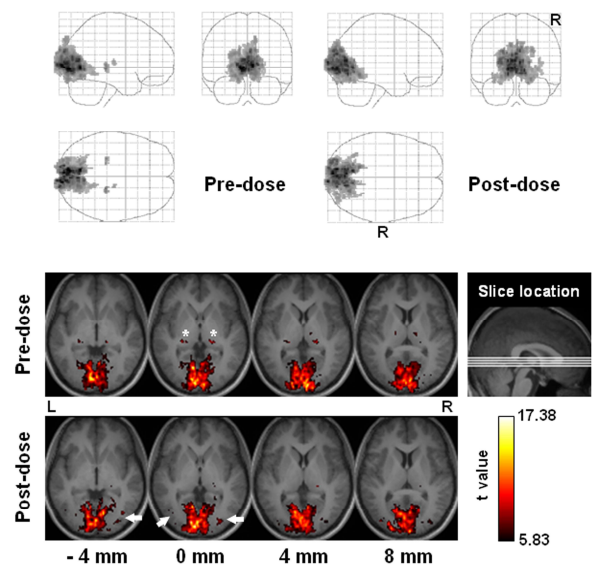 R
Pre-dose
Post-dose
R
Slice location
Pre-dose
* *
L R
17.38
t value
5.83
Post-dose
- 4 mm 0 mm 4 mm 8 mm